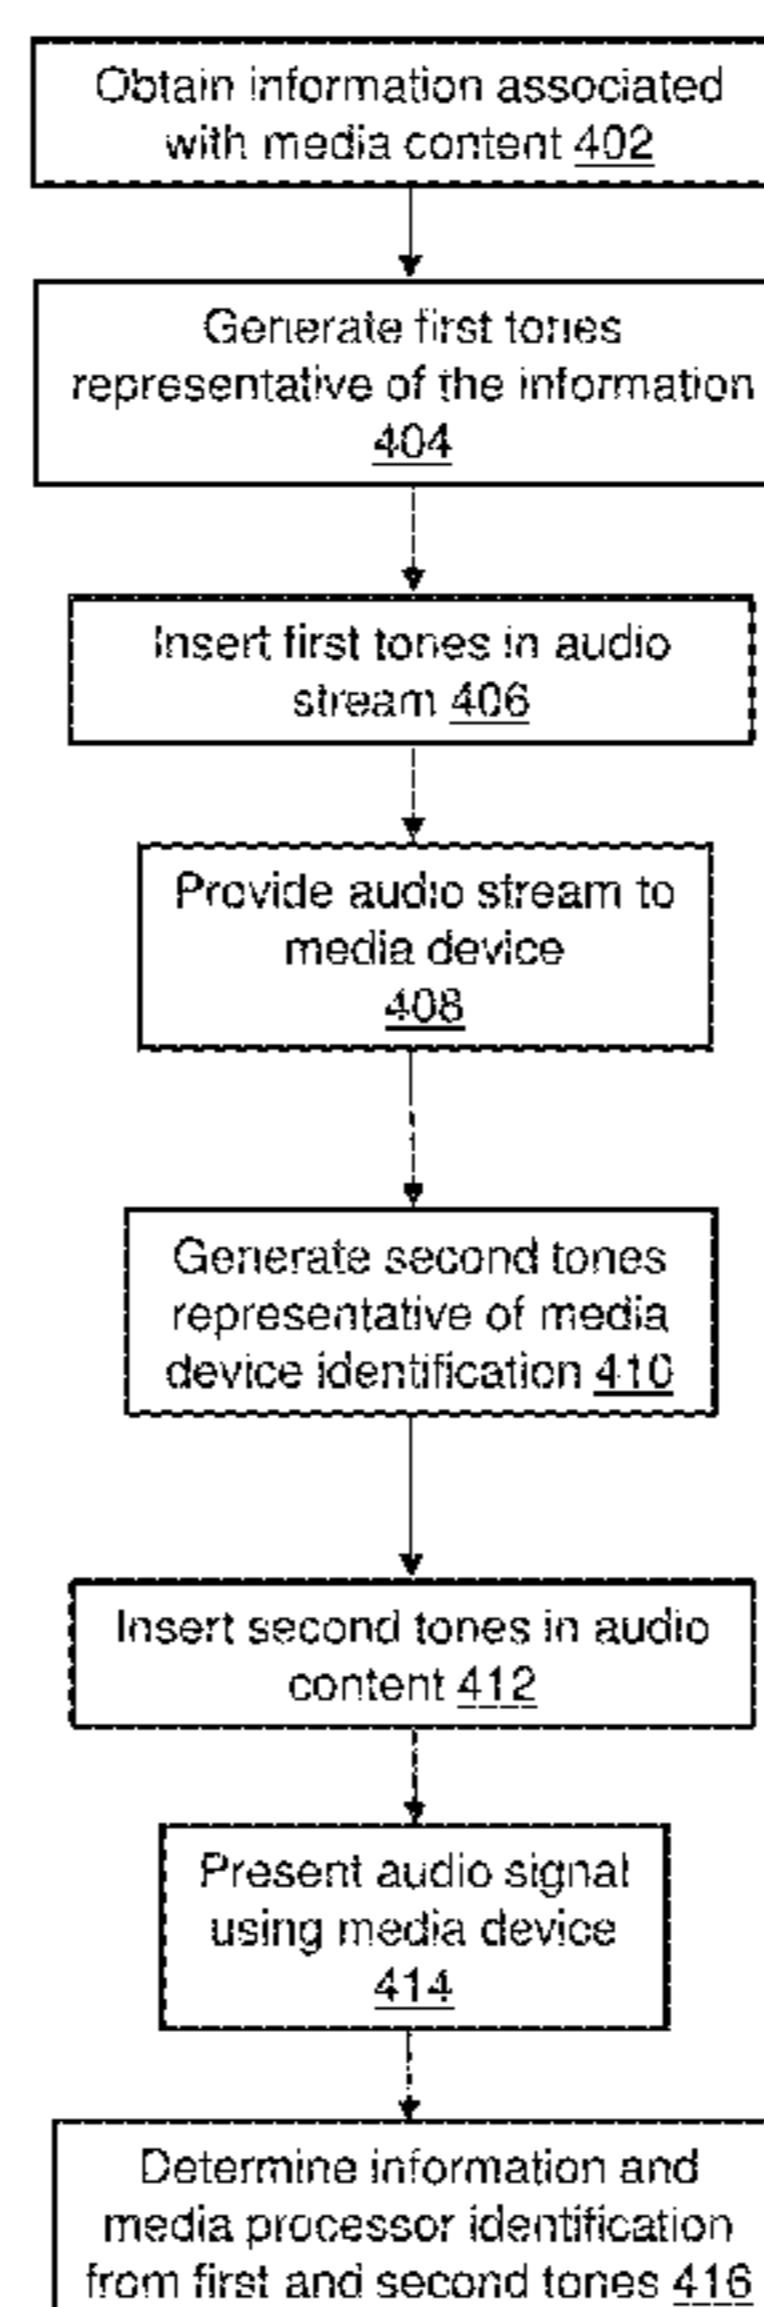 Obtain information associated
with media content 402
Generate first tones
representative of the information
404
Insert first tones in audio
stream 406
Provide audio stream to
media device
408
Generate second tones
representative of media
device identification 410
Insert second tones in audio
content 412
Present audio signal
using media device
414
Determine information and
media processor identification
from first and second tones 416